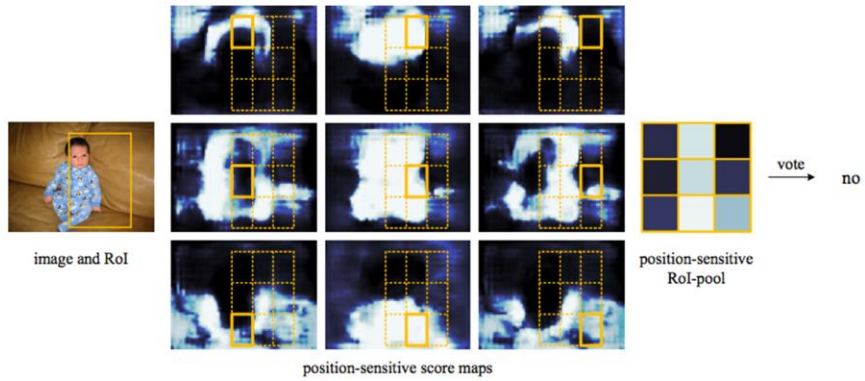 image and RoI
position-sensitive score maps
position-sensitive
RoI-pool
vote
no